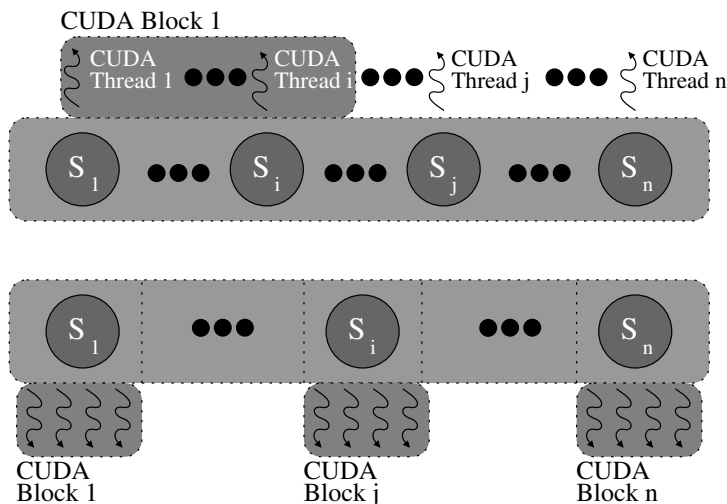 CUDA Block 1
CUDA Thread 1
CUDA Thread i
CUDA Thread j
CUDA Thread n
S1
Si
Sj
Sn
S1
Si
Sn
CUDA Block 1
CUDA Block j
CUDA Block n